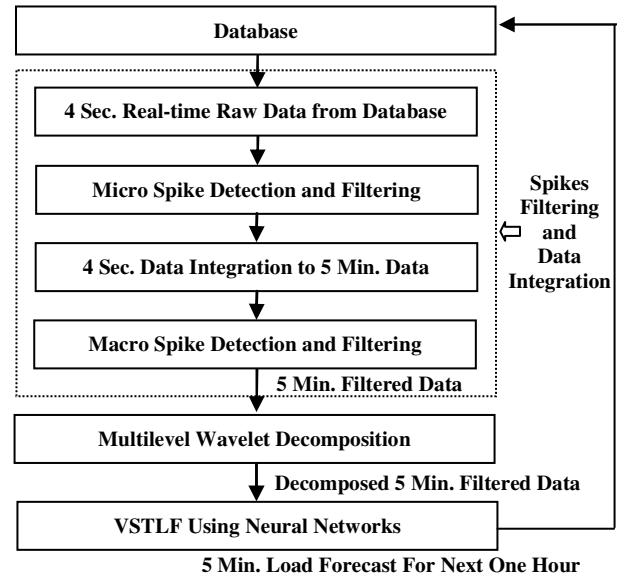 Database
4 Sec. Real-time Raw Data from Database
Micro Spike Detection and Filtering
4 Sec. Data Integration to 5 Min. Data
Macro Spike Detection and Filtering
5 Min. Filtered Data
Spikes
Filtering
and
Data
Integration
Multilevel Wavelet Decomposition
Decomposed 5 Min. Filtered Data
VSTLF Using Neural Networks
5 Min. Load Forecast For Next One Hour